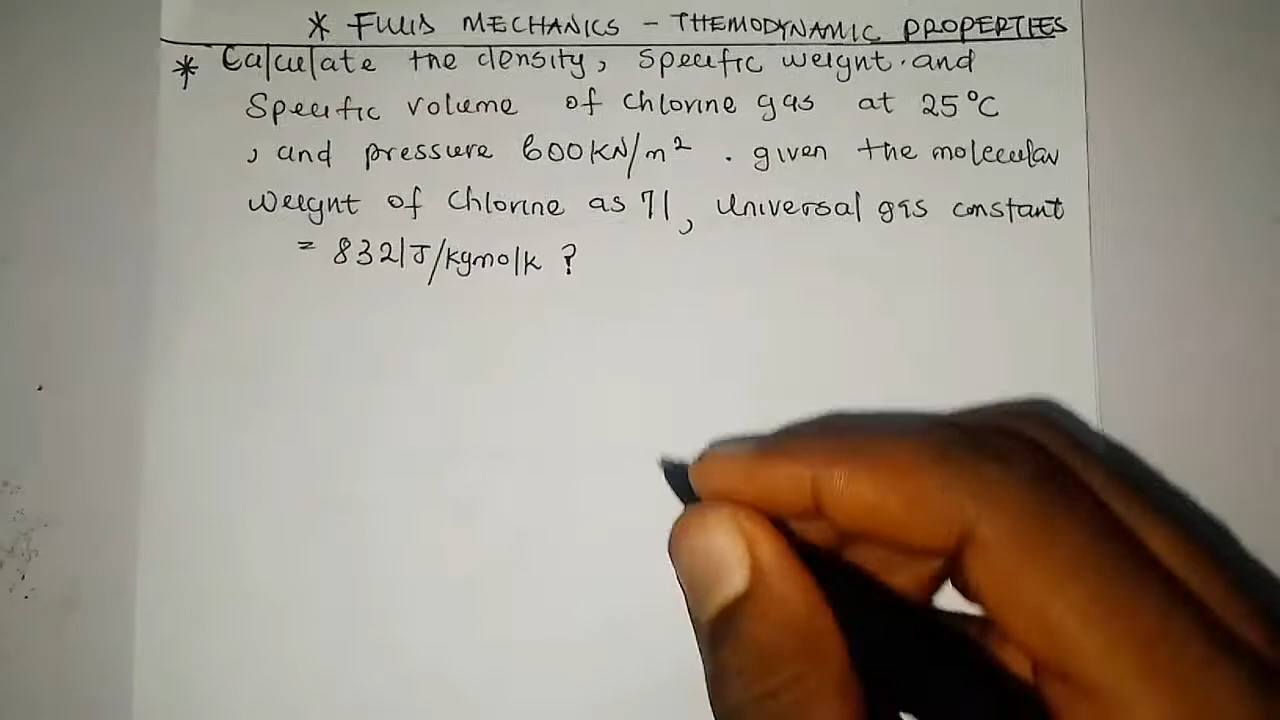 * FLUID MECHANICS - THEMODYNAMIC PROPERTIES
* Calculate the density, specific weight. and
Specific volume of chlorine gas at 25°C
, and pressure 600KN/m². given the molecular
weight of chlorine as 71, universal gas constant
= 8321J/kgmolk ?